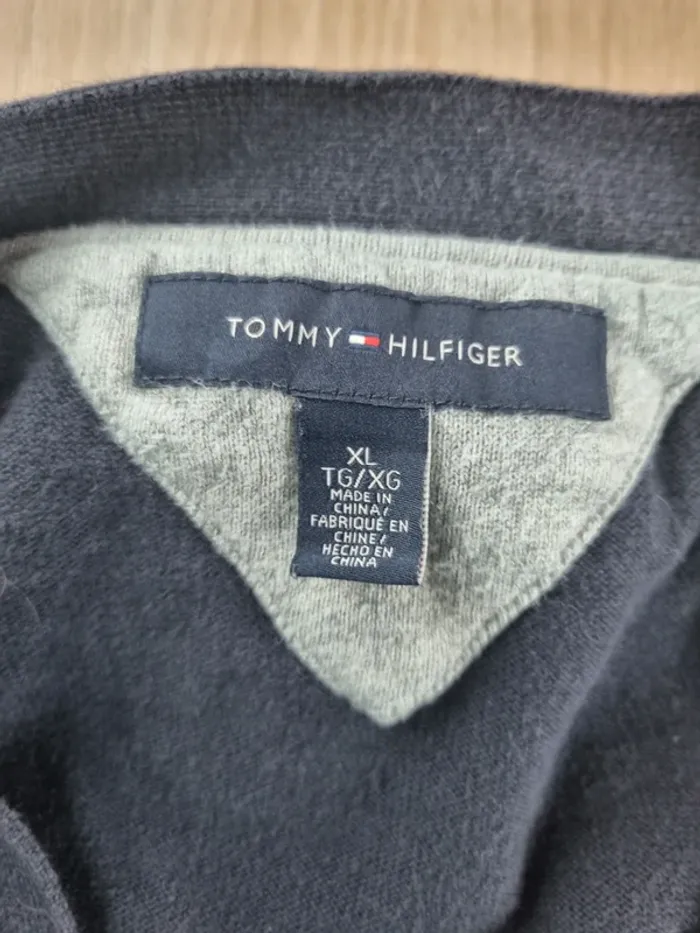 TOMMY HILFIGER
XL
TG/XG
MADE IN
CHINA/
FABRIQUÉ EN
CHINE/
HECHO EN
CHINA